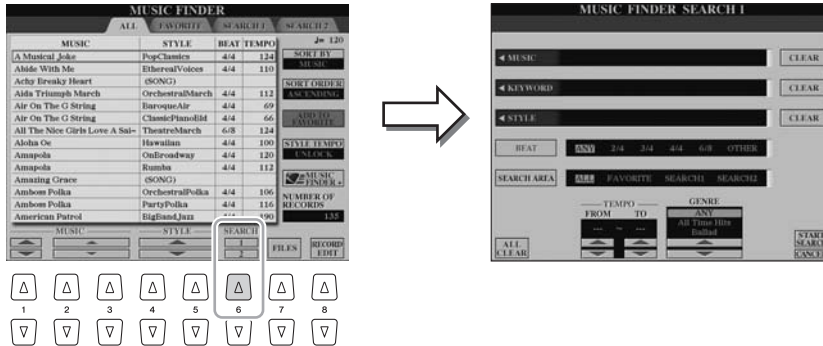 MUSIC FINDER
ALL FAVORITE SEARCH 1 SEARCH 2
MUSIC STYLE BEAT TEMPO ♩= 120
A Musical Joke PopClassics 4/4 124
Abide With Me EtherealVoices 4/4 110
Achy Breaky Heart (SONG)
Aida Triumph March OrchestralMarch 4/4 112
Air On The G String BaroqueAir 4/4 69
Air On The G String ClassicPianoBld 4/4 66
All The Nice Girls Love A Sai~ TheatreMarch 6/8 124
Aloha Oe Hawaiian 4/4 100
Amapola OnBroadway 4/4 120
Amapola Rumba 4/4 112
Amazing Grace (SONG)
Amboss Polka OrchestralPolka 4/4 106
Amboss Polka PartyPolka 4/4 116
American Patrol BigBandJazz 4/4 190
SORT BY
MUSIC
SORT ORDER
ASCENDING
ADD TO
FAVORITE
STYLE TEMPO
UNLOCK
MUSIC
FINDER +
NUMBER OF
RECORDS
135
MUSIC STYLE SEARCH
1
2
FILES
RECORD
EDIT
1 2 3 4 5 6 7 8
MUSIC FINDER SEARCH 1
MUSIC CLEAR
KEYWORD CLEAR
STYLE CLEAR
BEAT ANY 2/4 3/4 4/4 6/8 OTHER
SEARCH AREA ALL FAVORITE SEARCH1 SEARCH2
TEMPO
FROM TO
--- ~ ---
GENRE
ANY
All Time Hits
Ballad
ALL
CLEAR
START
SEARCH
CANCEL